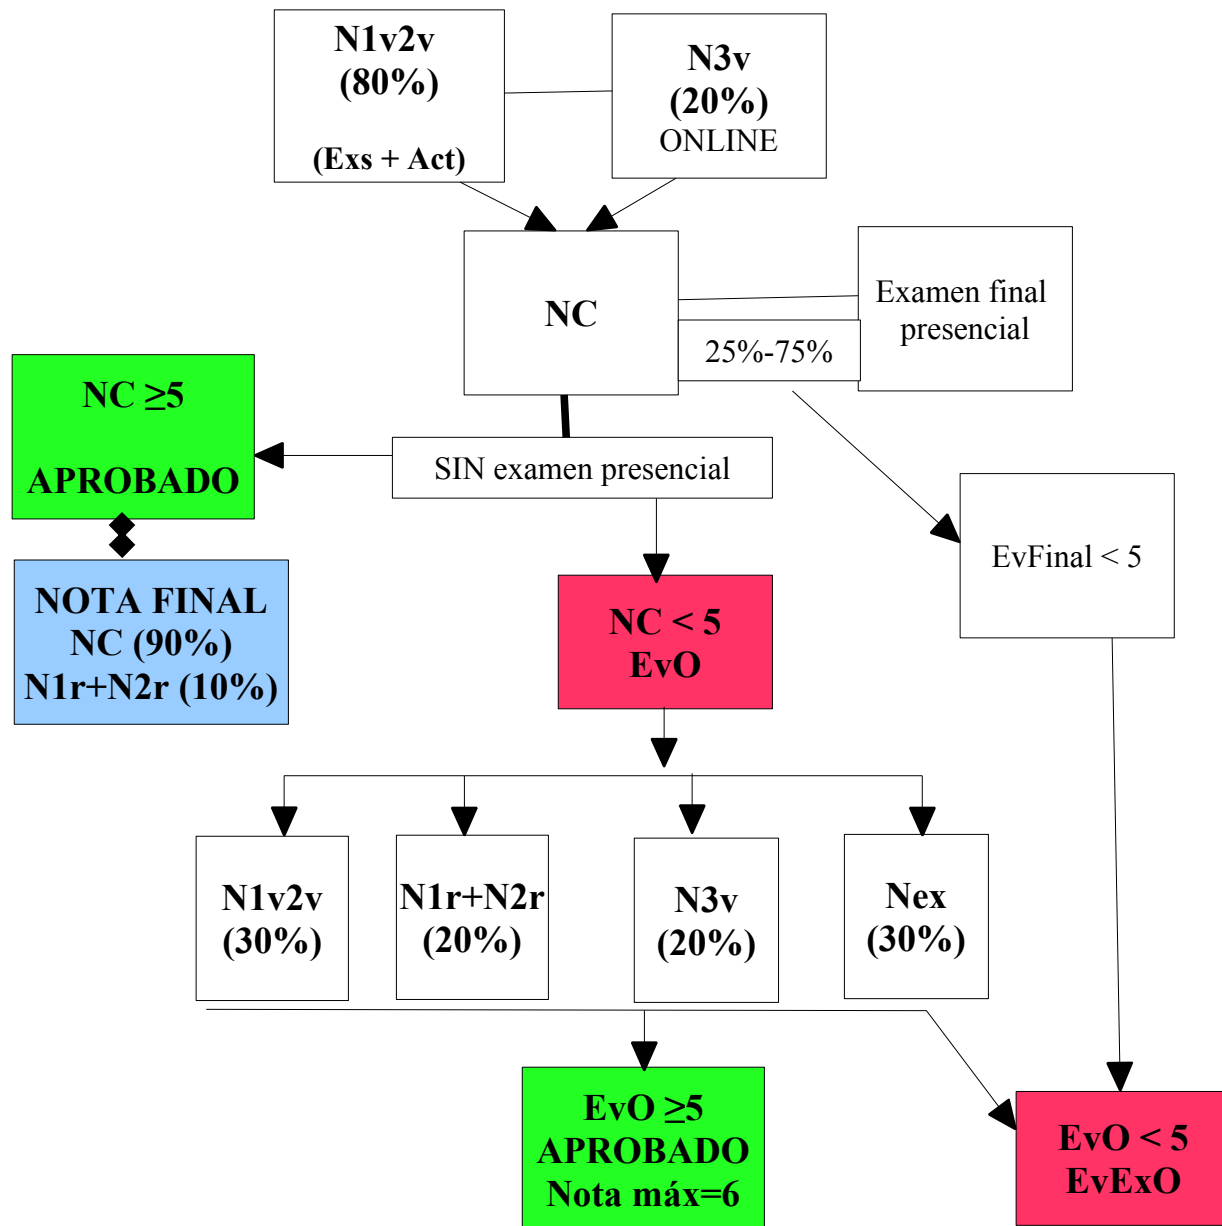 N1v2v
(80%)
(Exs + Act)
N3v
(20%)
ONLINE
NC
Examen final
presencial
25%-75%
NC ≥5
APROBADO
SIN examen presencial
EvFinal < 5
NOTA FINAL
NC (90%)
N1r+N2r (10%)
NC < 5
EvO
N1v2v
(30%)
N1r+N2r
(20%)
N3v
(20%)
Nex
(30%)
EvO ≥5
APROBADO
Nota máx=6
EvO < 5
EvExO